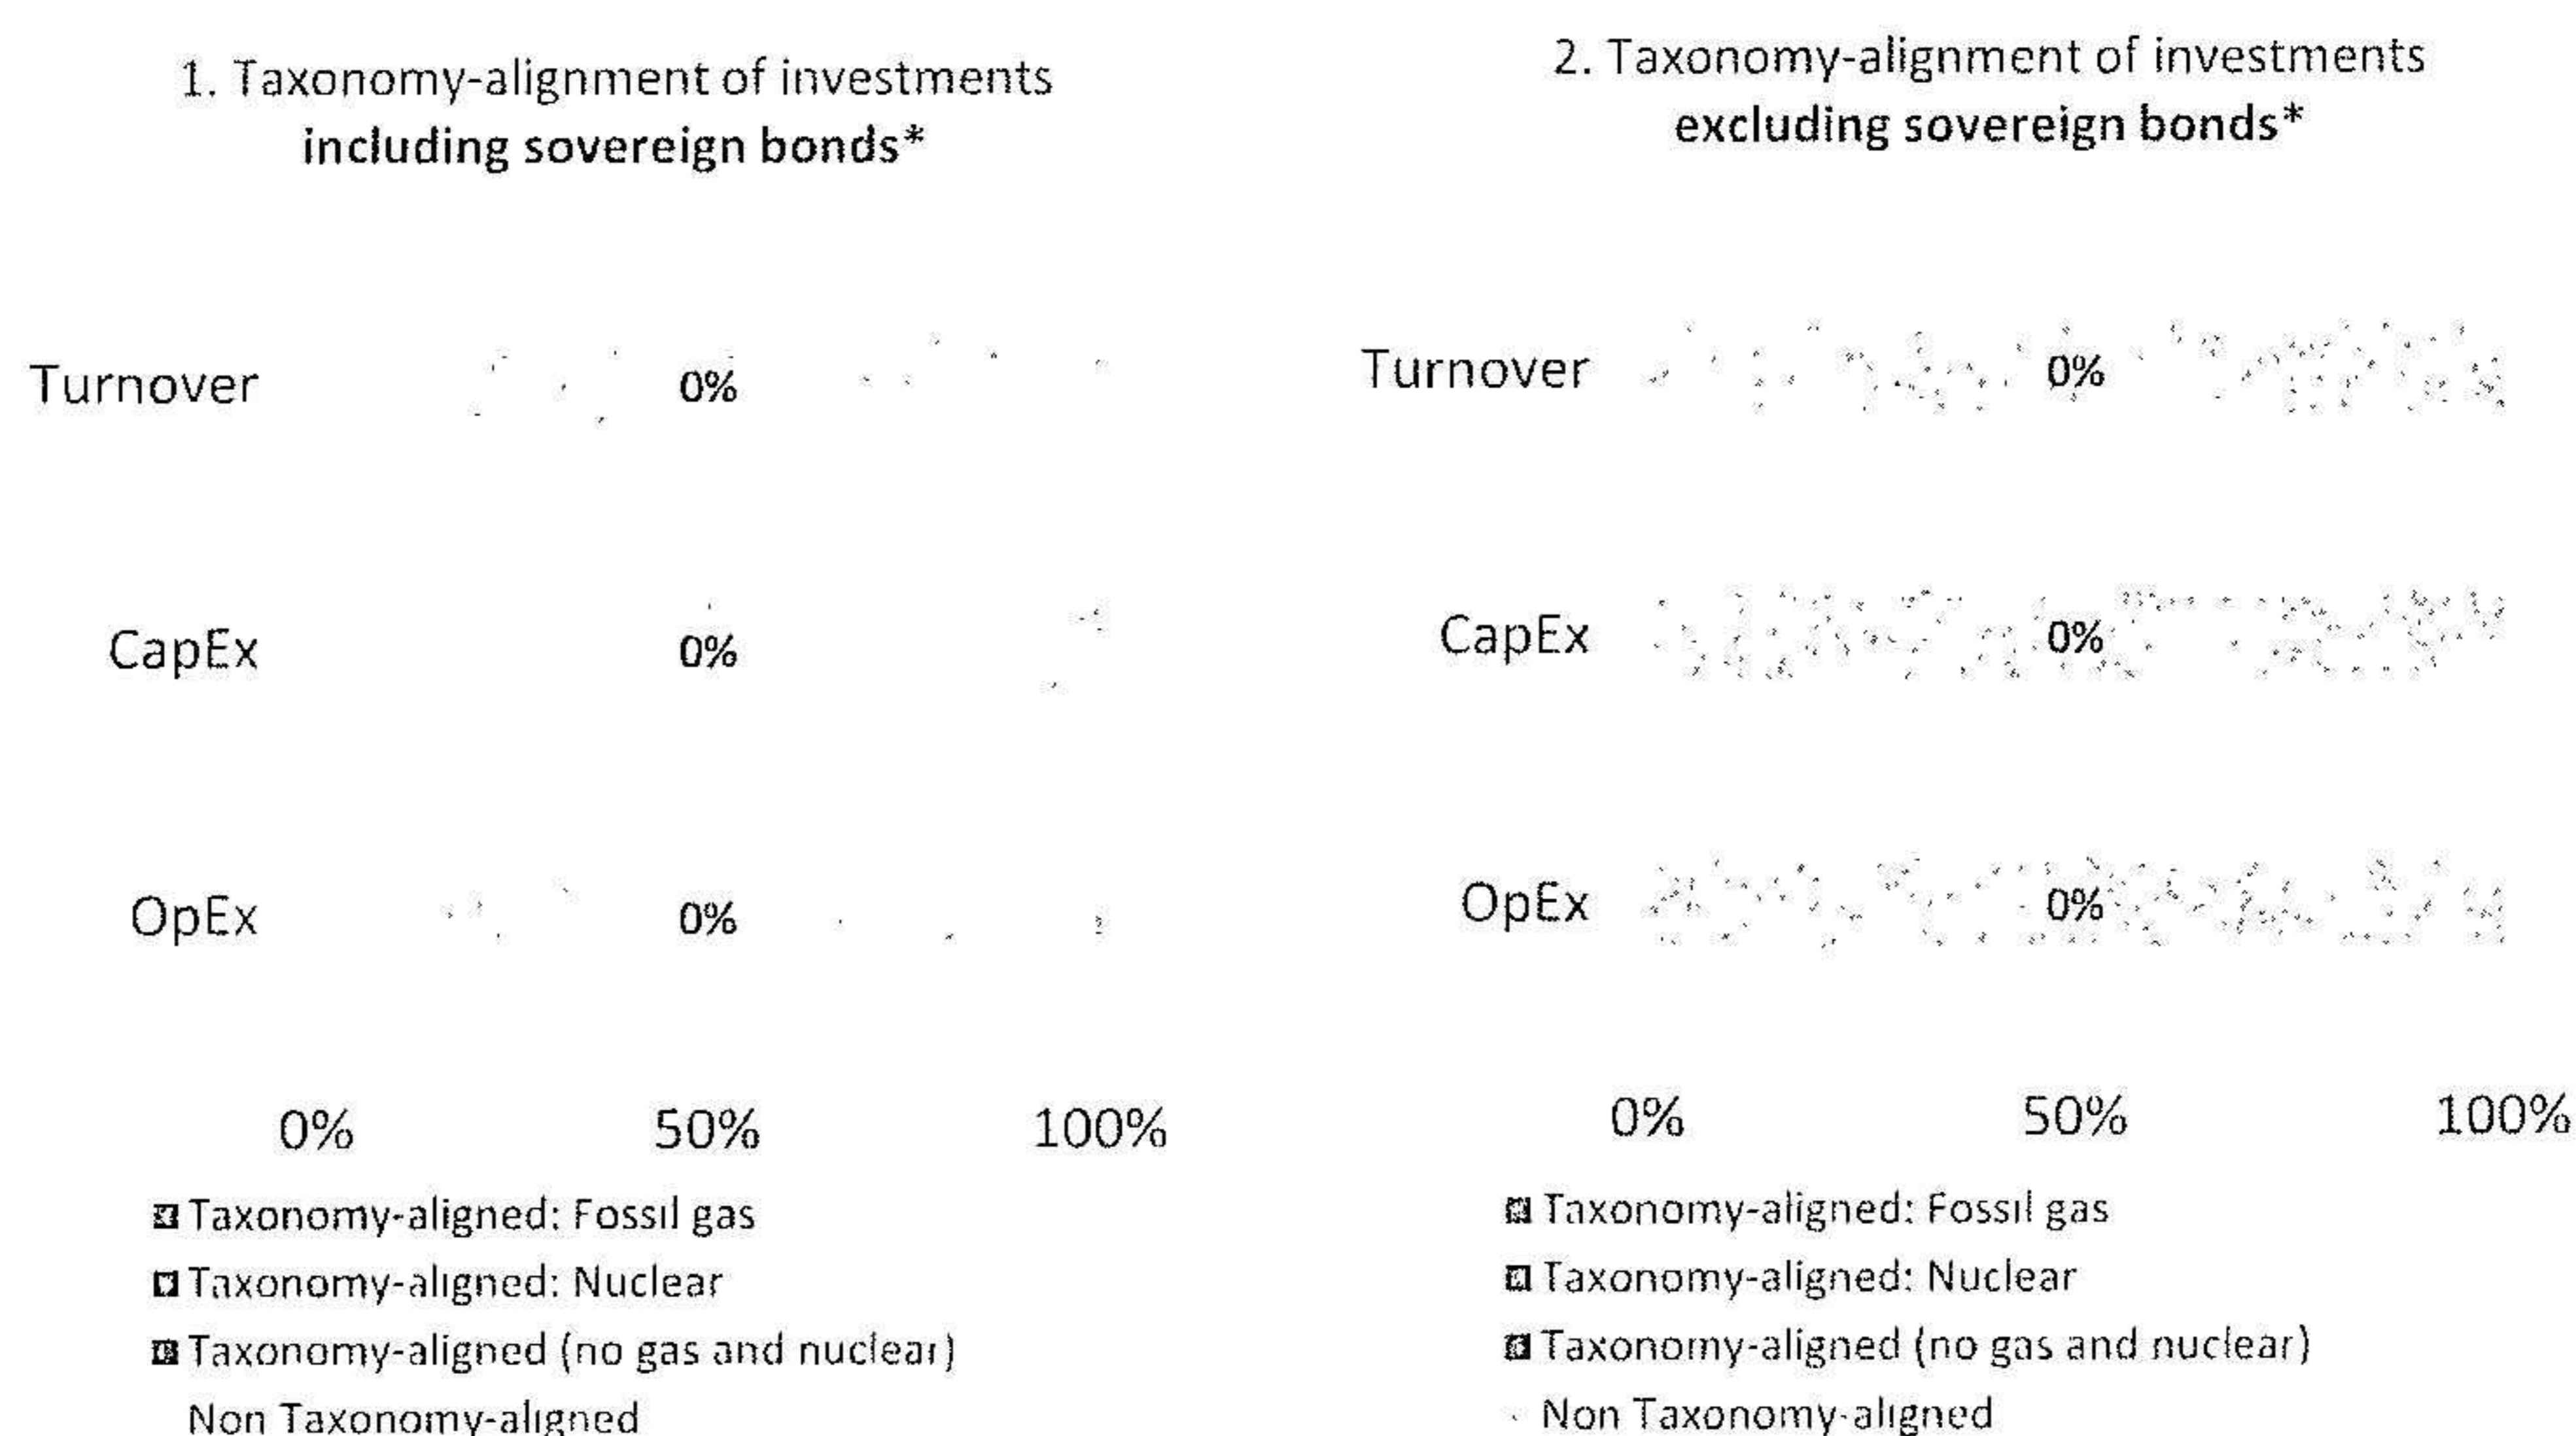 1. Taxonomy-alignment of investments
including sovereign bonds*
Turnover 0%
CapEx 0%
OpEx 0%
0% 50% 100%
Taxonomy-aligned: Fossil gas
Taxonomy-aligned: Nuclear
Taxonomy-aligned (no gas and nuclear)
Non Taxonomy-aligned
2. Taxonomy-alignment of investments
excluding sovereign bonds*
Turnover 0%
CapEx 0%
OpEx 0%
0% 50% 100%
Taxonomy-aligned: Fossil gas
Taxonomy-aligned: Nuclear
Taxonomy-aligned (no gas and nuclear)
Non Taxonomy-aligned